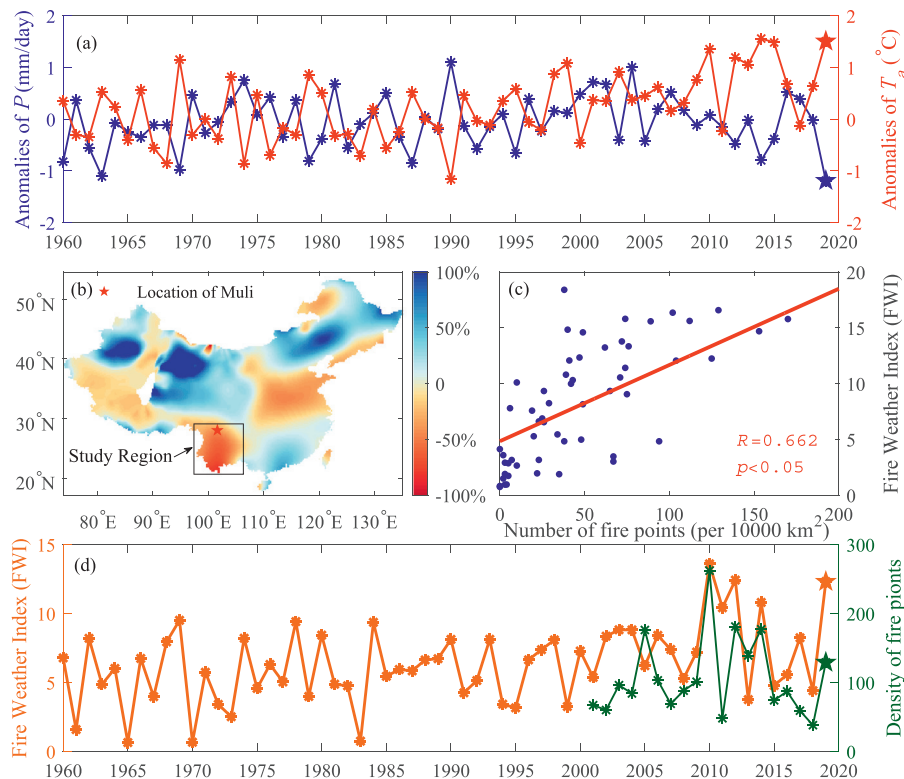 (a)
Anomalies of P (mm/day)
2
1
0
-1
-2
2
1
0
-1
-2
Anomalies of Ta (°C)
1960 1965 1970 1975 1980 1985 1990 1995 2000 2005 2010 2015 2020
(b)
Location of Muli
50°N
40°N
30°N
20°N
Study Region
80°E 90°E 100°E 110°E 120°E 130°E
100%
50%
0
-50%
-100%
(c)
20
15
10
5
0
Fire Weather Index (FWI)
R=0.662
p<0.05
0 50 100 150 200
Number of fire points (per 10000 km2)
(d)
Fire Weather Index (FWI)
15
10
5
0
300
200
100
0
Density of fire pionts
1960 1965 1970 1975 1980 1985 1990 1995 2000 2005 2010 2015 2020